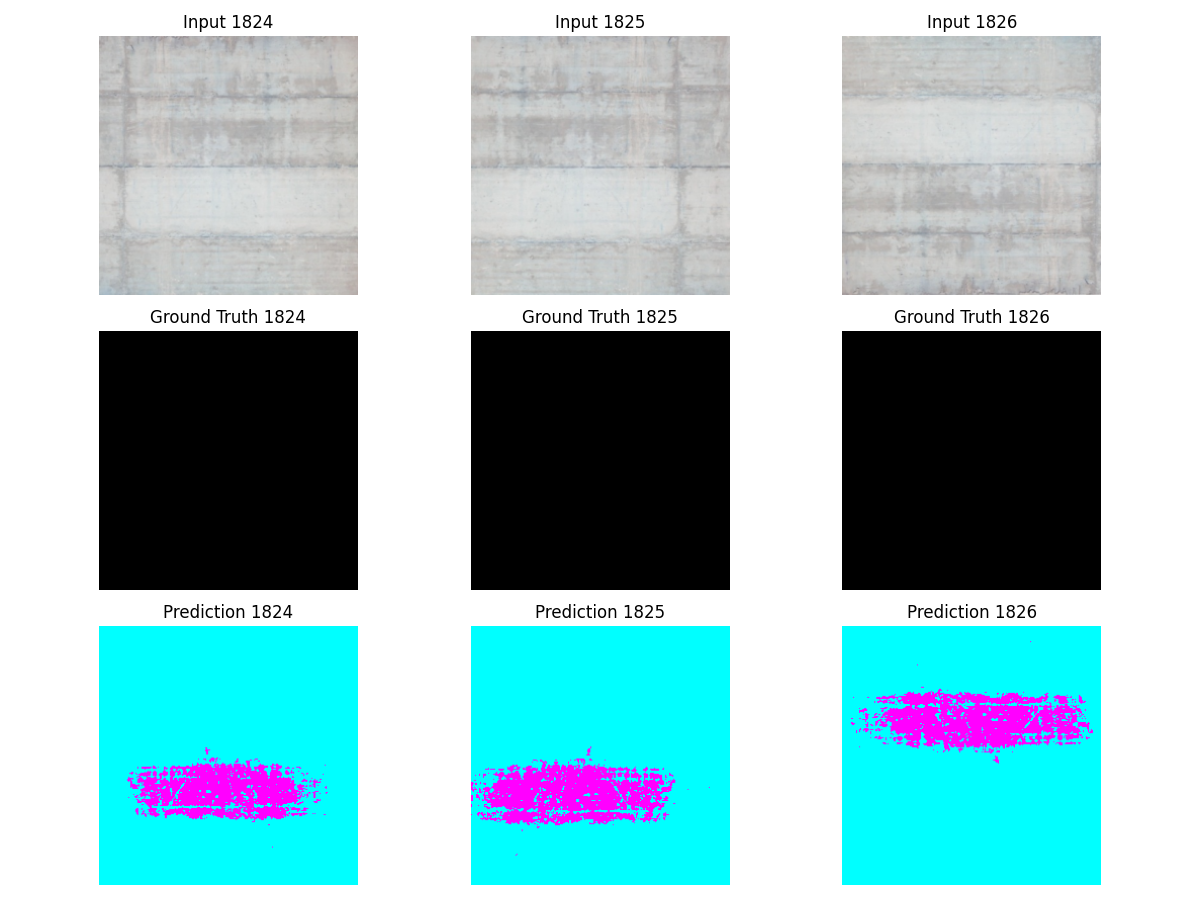 Input 1824
Input 1825
Input 1826
Ground Truth 1824
Ground Truth 1825
Ground Truth 1826
Prediction 1824
Prediction 1825
Prediction 1826